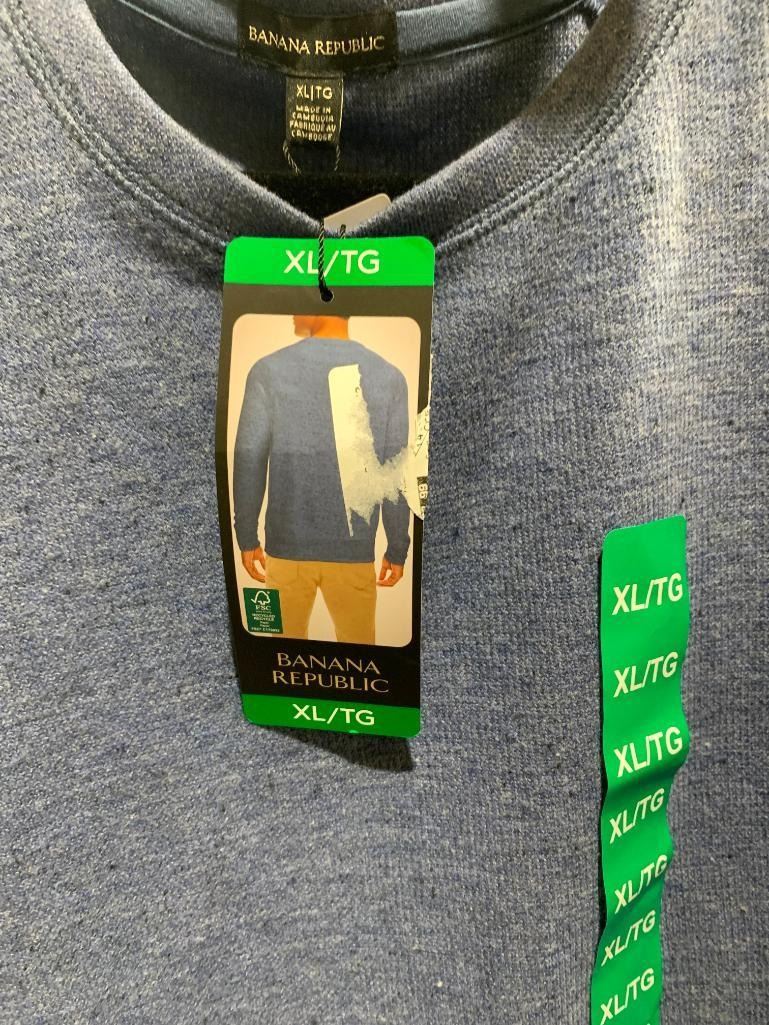 BANANA REPUBLIC
XL|TG
MADE IN
CAMBODIA
FABRIQUÉ AU
CAMBODGE
XL/TG
FSC
BANANA
REPUBLIC
XL/TG
XL/TG
XL/TG
XL/TG
XL/TG
XL/TG
XL/TG
XL/TG